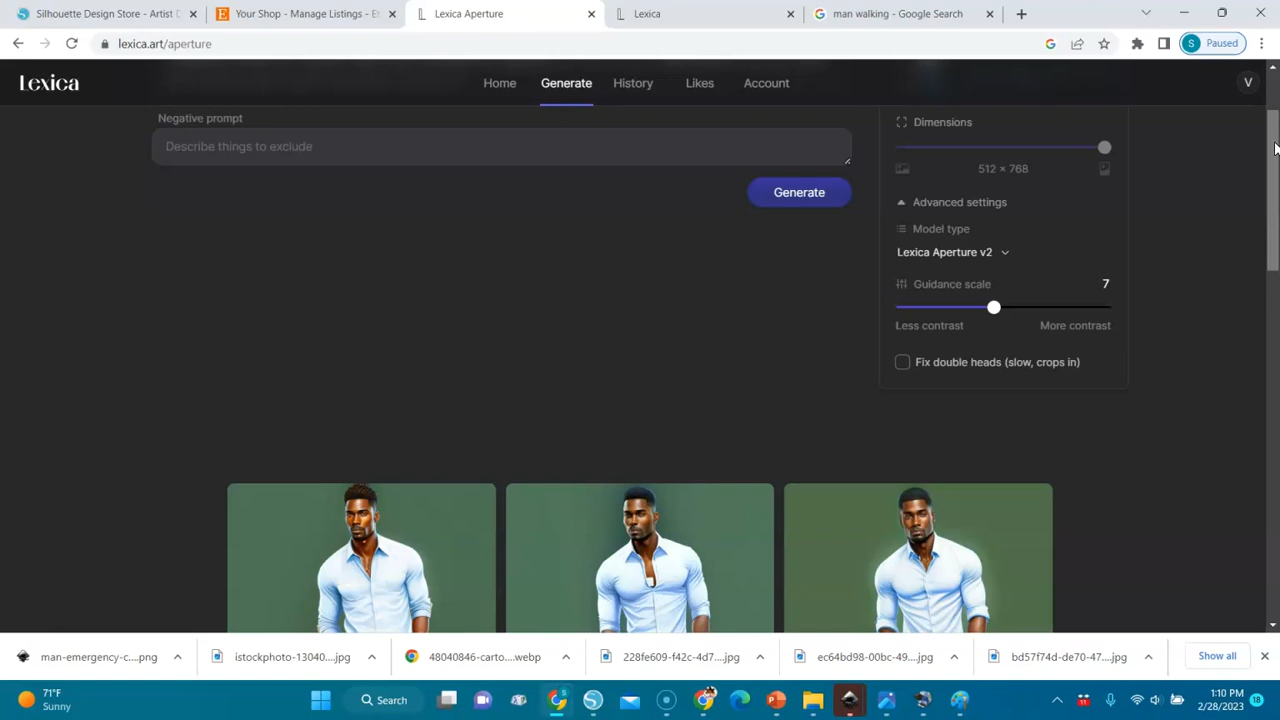 Silhouette Design Store - Artist
Your Shop - Manage Listings - Et
Lexica Aperture
Lexica
man walking - Google Search
lexica.art/aperture
S Paused
Lexica
Home
Generate
History
Likes
Account
V
Negative prompt
Describe things to exclude
Generate
Dimensions
512 × 768
Advanced settings
Model type
Lexica Aperture v2
Guidance scale 7
Less contrast More contrast
Fix double heads (slow, crops in)
man-emergency-c....png
istockphoto-13040....jpg
48040846-carto....webp
228fe609-f42c-4d7....jpg
ec64bd98-00bc-49....jpg
bd57f74d-de70-47....jpg
Show all
71°F
Sunny
Search
11
1:10 PM
2/28/2023
18